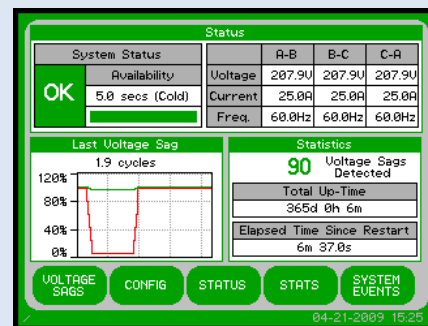 Status
System Status
OK
Availability
5.0 secs (Cold)
A-B B-C C-A
Voltage 207.9V 207.9V 207.9V
Current 25.0A 25.0A 25.0A
Freq. 60.0Hz 60.0Hz 60.0Hz
Last Voltage Sag
1.9 cycles
120%
80%
40%
0%
Statistics
90 Voltage Sags
Detected
Total Up-Time
365d 0h 6m
Elapsed Time Since Restart
6m 37.0s
VOLTAGE
SAGS
CONFIG
STATUS
STATS
SYSTEM
EVENTS
04-21-2009 15:25